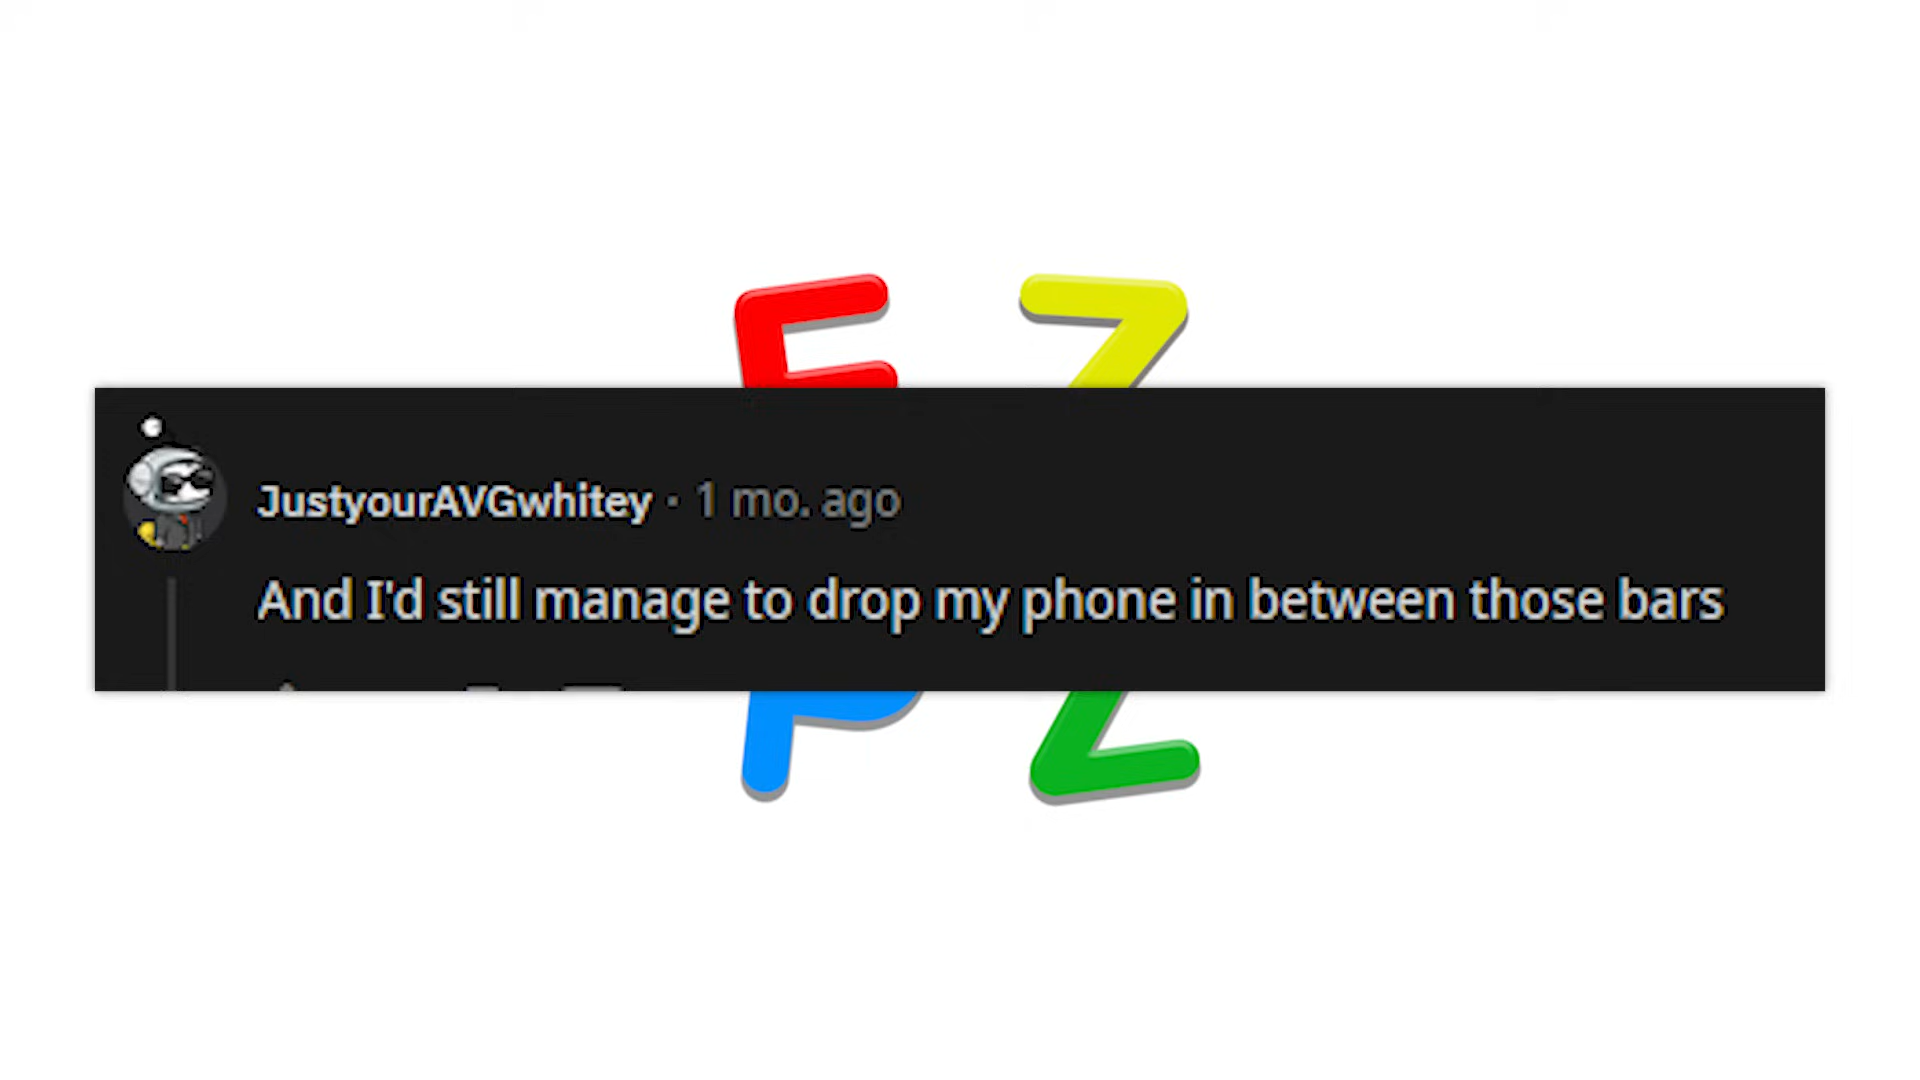 F Z
JustyourAVGwhitey · 1 mo. ago
And I'd still manage to drop my phone in between those bars